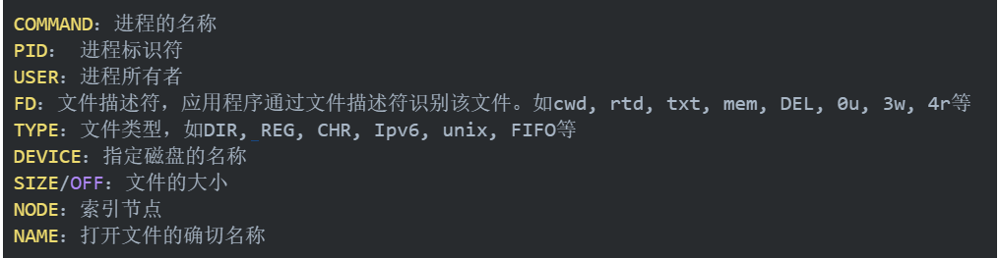 COMMAND：进程的名称
PID： 进程标识符
USER：进程所有者
FD：文件描述符，应用程序通过文件描述符识别该文件。如cwd, rtd, txt, mem, DEL, 0u, 3w, 4r等
TYPE：文件类型，如DIR, REG, CHR, Ipv6, unix, FIFO等
DEVICE：指定磁盘的名称
SIZE/OFF：文件的大小
NODE：索引节点
NAME：打开文件的确切名称